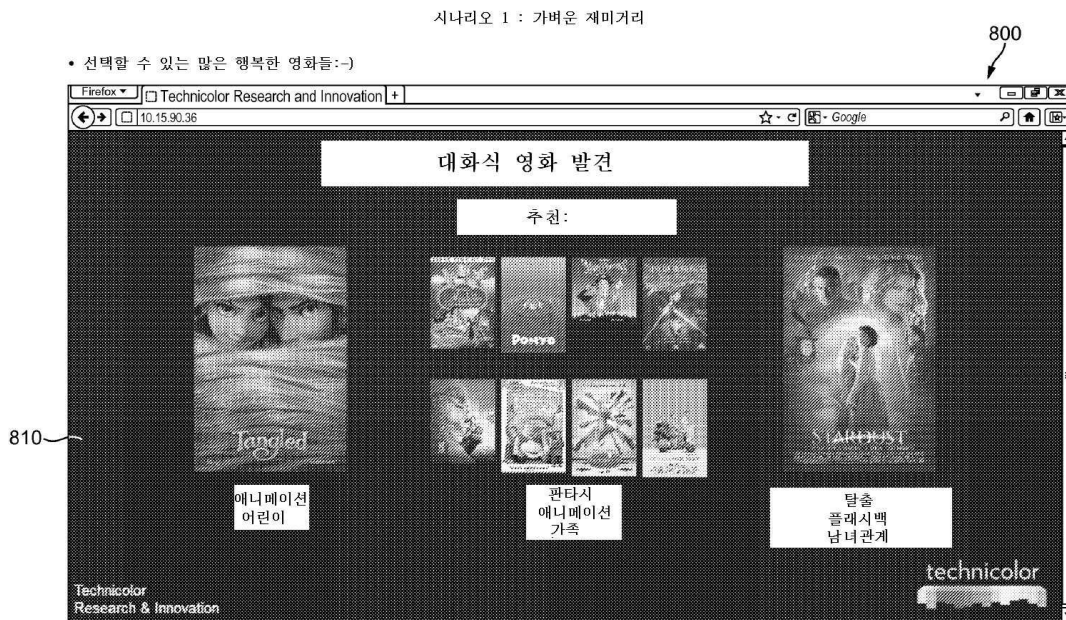 시나리오 1 : 가벼운 재미거리
800
• 선택할 수 있는 많은 행복한 영화들:-)
Firefox
Technicolor Research and Innovation
+
10.15.90.36
Google
대화식 영화 발견
추천:
PONYO
Tangled
STARDUST
810
애니메이션
어린이
판타시
애니메이션
가족
탈출
플래시백
남녀관계
technicolor
Technicolor
Research & Innovation